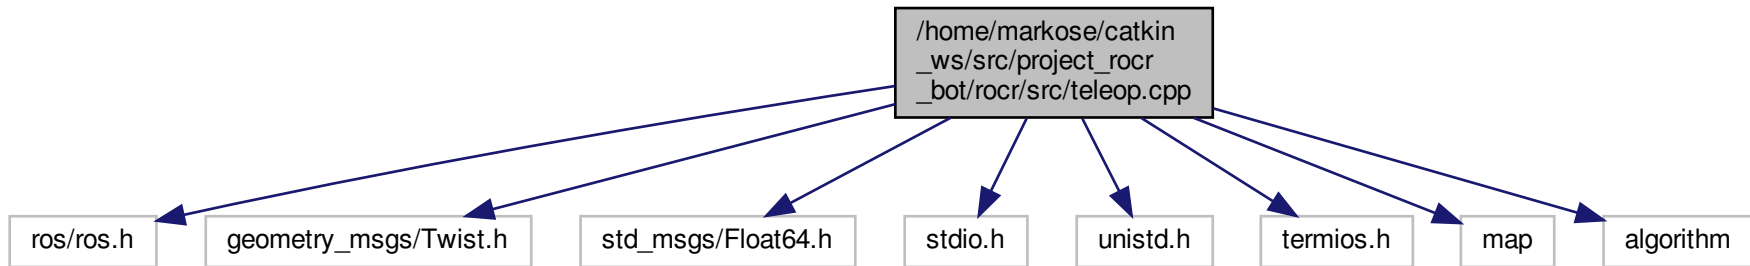 /home/markose/catkin
_ws/src/project_rocr
_bot/rocr/src/teleop.cpp
ros/ros.h
geometry_msgs/Twist.h
std_msgs/Float64.h
stdio.h
unistd.h
termios.h
map
algorithm